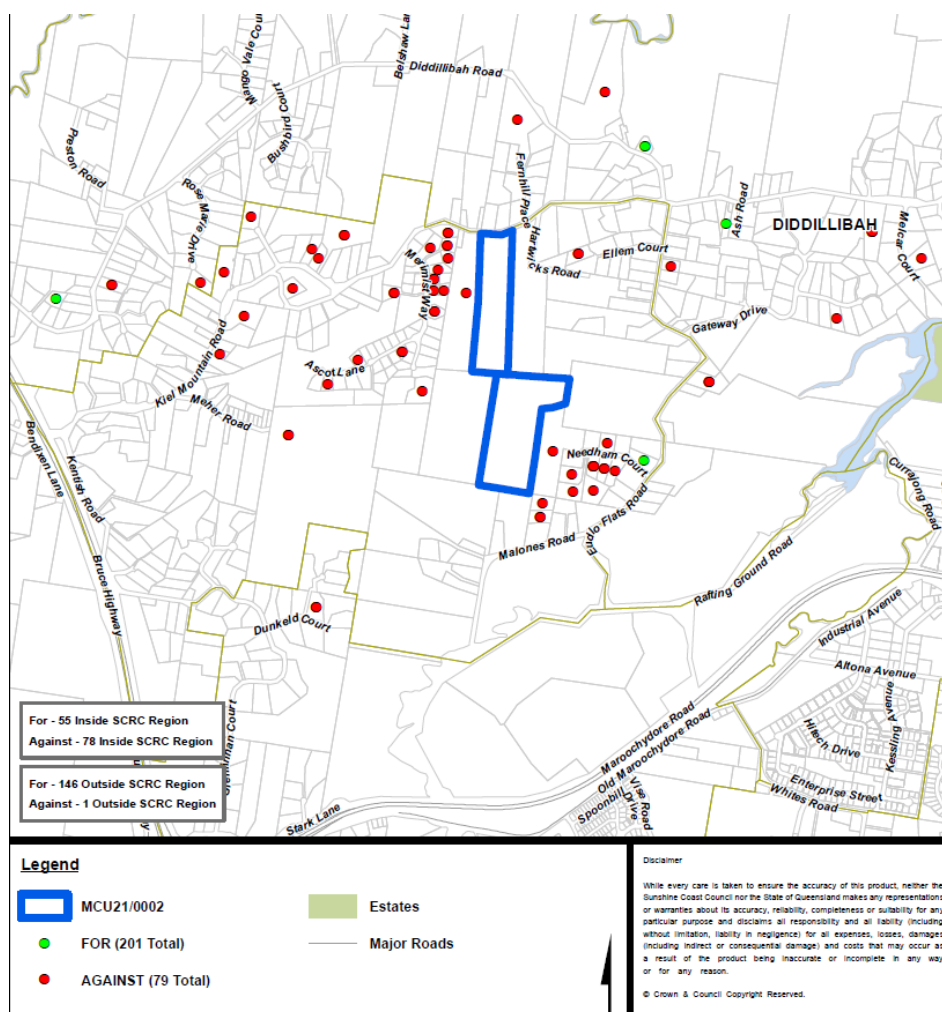 Belshaw Lan
Mango Vale Cour
Diddillibah Road
Bushbird Court
Preston Road
Rose Marie Drive
Fernhill Place
Ash Road
DIDDILLIBAH
Melcar Court
Hartwicks Road
Ellem Court
Merimist Way
Gateway Drive
Kiel Mountain Road
Ascot Lane
Meher Road
Bendixen Lane
Kentish Road
Needham Court
Currajong Road
Malones Road
Eudlo Flats Road
Bruce Highway
Rafting Ground Road
Dunkeld Court
Industrial Avenue
Altona Avenue
Kessling Avenue
Hitech Drive
Maroochydore Road
Old Maroochydore Road
Enterprise Street
Whites Road
Vise Road
Spoonbill Drive
Stark Lane
For - 55 Inside SCRC Region
Against - 78 Inside SCRC Region
For - 146 Outside SCRC Region
Against - 1 Outside SCRC Region
Legend
MCU21/0002
Estates
FOR (201 Total)
Major Roads
AGAINST (79 Total)
Disclaimer
While every care is taken to ensure the accuracy of this product, neither the
Sunshine Coast Council nor the State of Queensland makes any representations
or warranties about its accuracy, reliability, completeness or suitability for any
particular purpose and disclaims all responsibility and all liability (including
without limitation, liability in negligence) for all expenses, losses, damages
(including indirect or consequential damage) and costs that may occur as
a result of the product being inaccurate or incomplete in any way
or for any reason.
© Crown & Council Copyright Reserved.